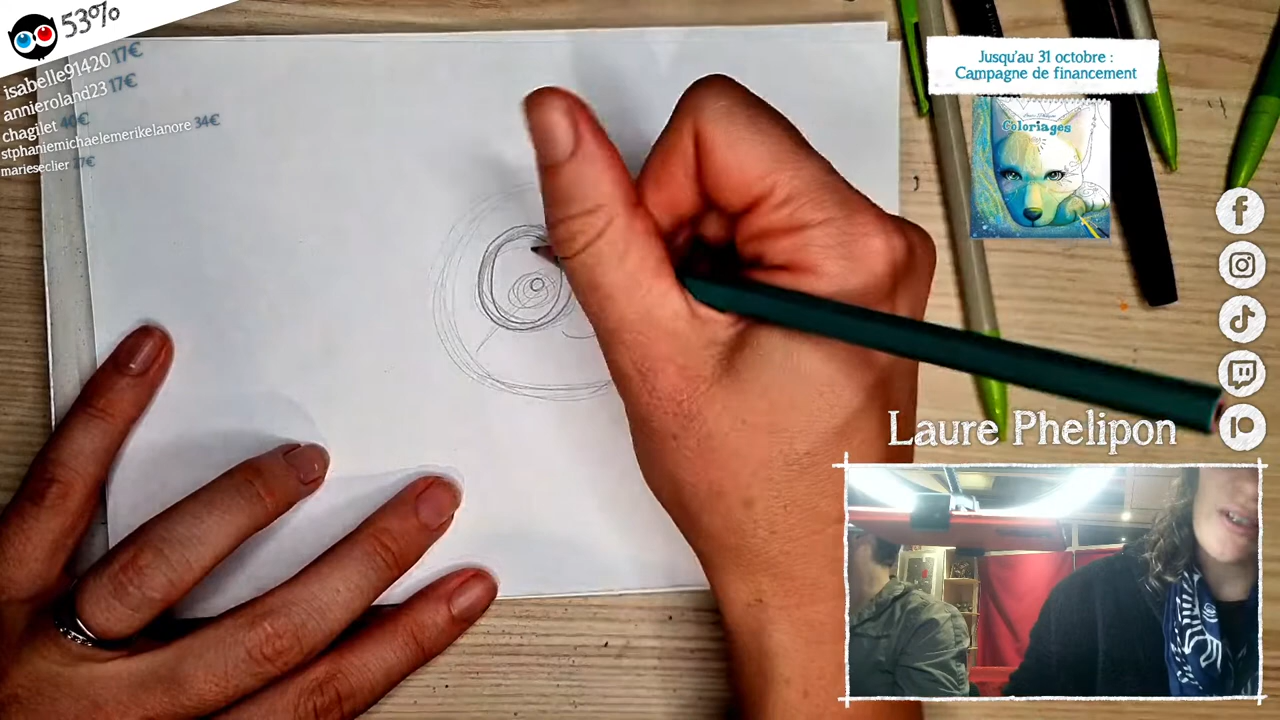 53%
isabelle91420 17€
annieroland23 17€
chagilet 40€
stphaniemichaelemerikelanore 34€
marieseclier
Jusqu'au 31 octobre :
Campagne de financement
Coloriages
Laure Phelipon